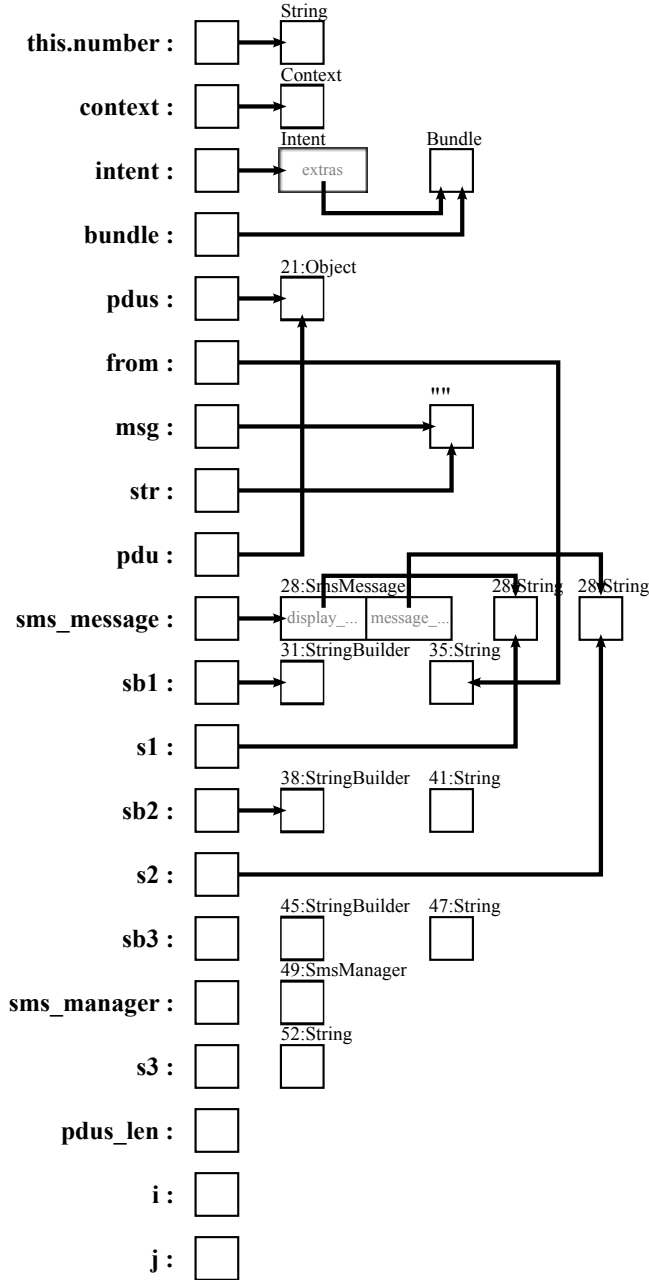 String
this.number :
Context
context :
Intent Bundle
intent : extras
bundle :
21:Object
pdus :
from :
""
msg :
str :
pdu :
28:SmsMessage 28:String 28:String
sms_message : display_... message_...
31:StringBuilder 35:String
sb1 :
s1 :
38:StringBuilder 41:String
sb2 :
s2 :
45:StringBuilder 47:String
sb3 :
49:SmsManager
sms_manager :
52:String
s3 :
pdus_len :
i :
j :